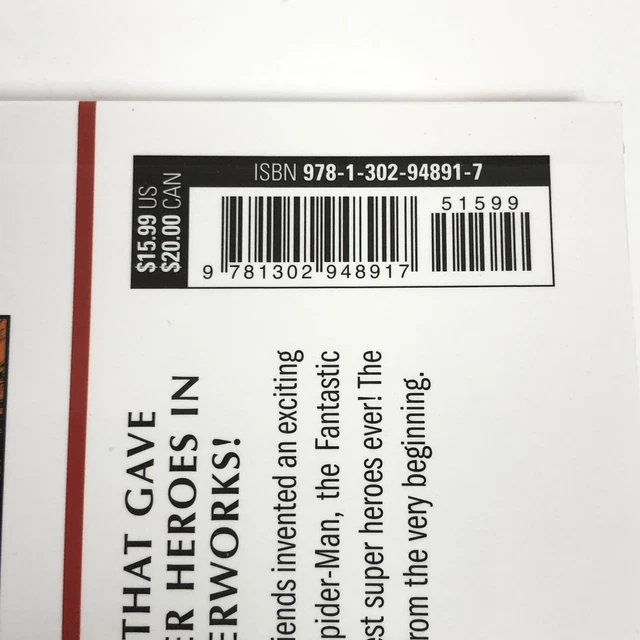 ISBN 978-1-302-94891-7
$15.99 US
$20.00 CAN
51599
9 781302 948917
THAT GAVE
ER HEROES IN
ERWORKS!
iends invented an exciting
pider-Man, the Fantastic
est super heroes ever! The
rom the very beginning.